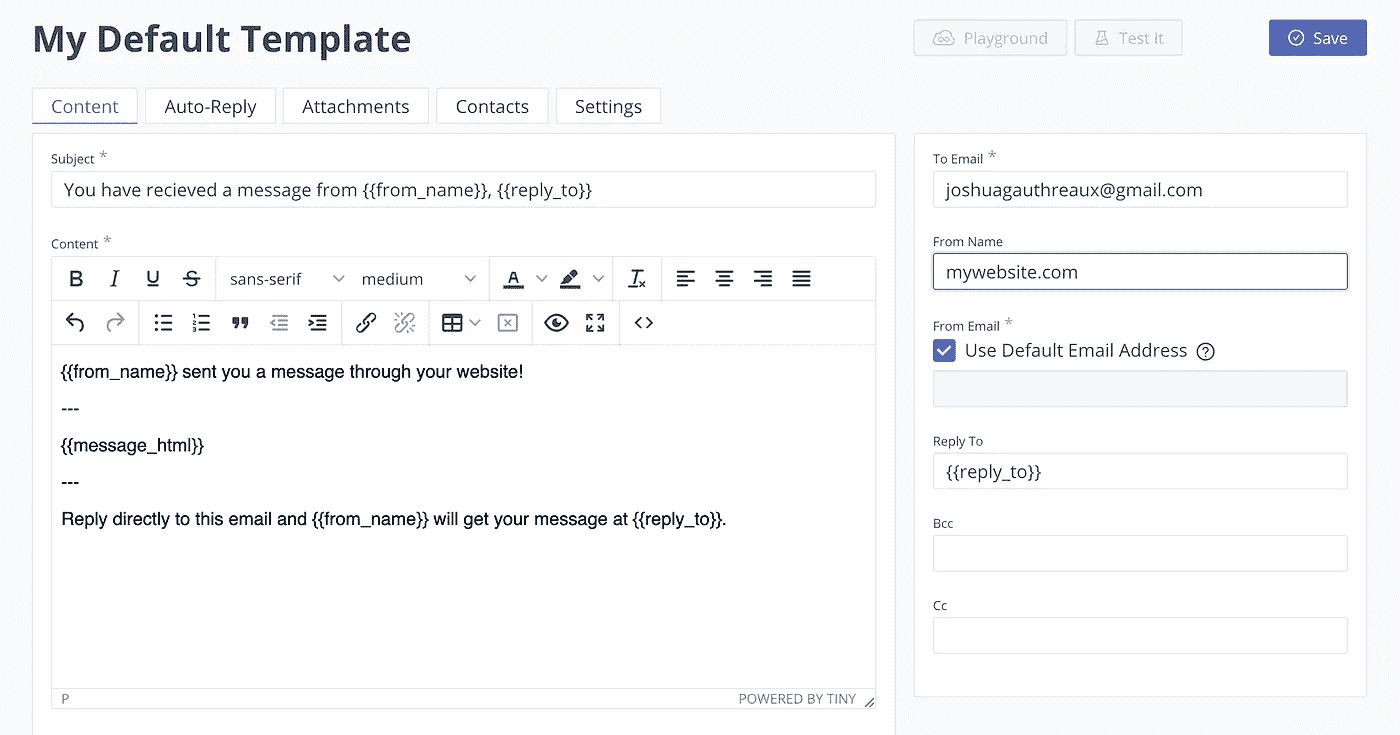 My Default Template
Playground
Test It
Save
Content
Auto-Reply
Attachments
Contacts
Settings
Subject *
You have recieved a message from {{from_name}}, {{reply_to}}
Content *
B I U S sans-serif medium A
{{from_name}} sent you a message through your website!
---
{{message_html}}
---
Reply directly to this email and {{from_name}} will get your message at {{reply_to}}.
P
POWERED BY TINY
To Email *
joshuagauthreaux@gmail.com
From Name
mywebsite.com
From Email *
Use Default Email Address ?
Reply To
{{reply_to}}
Bcc
Cc